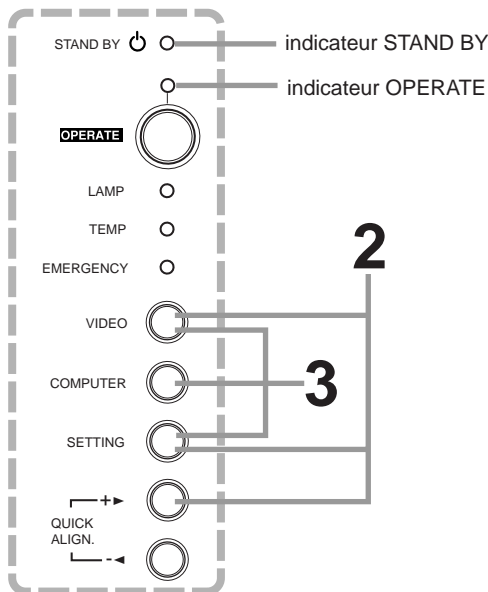 STAND BY
indicateur STAND BY
indicateur OPERATE
OPERATE
LAMP
TEMP
EMERGENCY
2
VIDEO
COMPUTER
3
SETTING
+
QUICK
ALIGN.
-